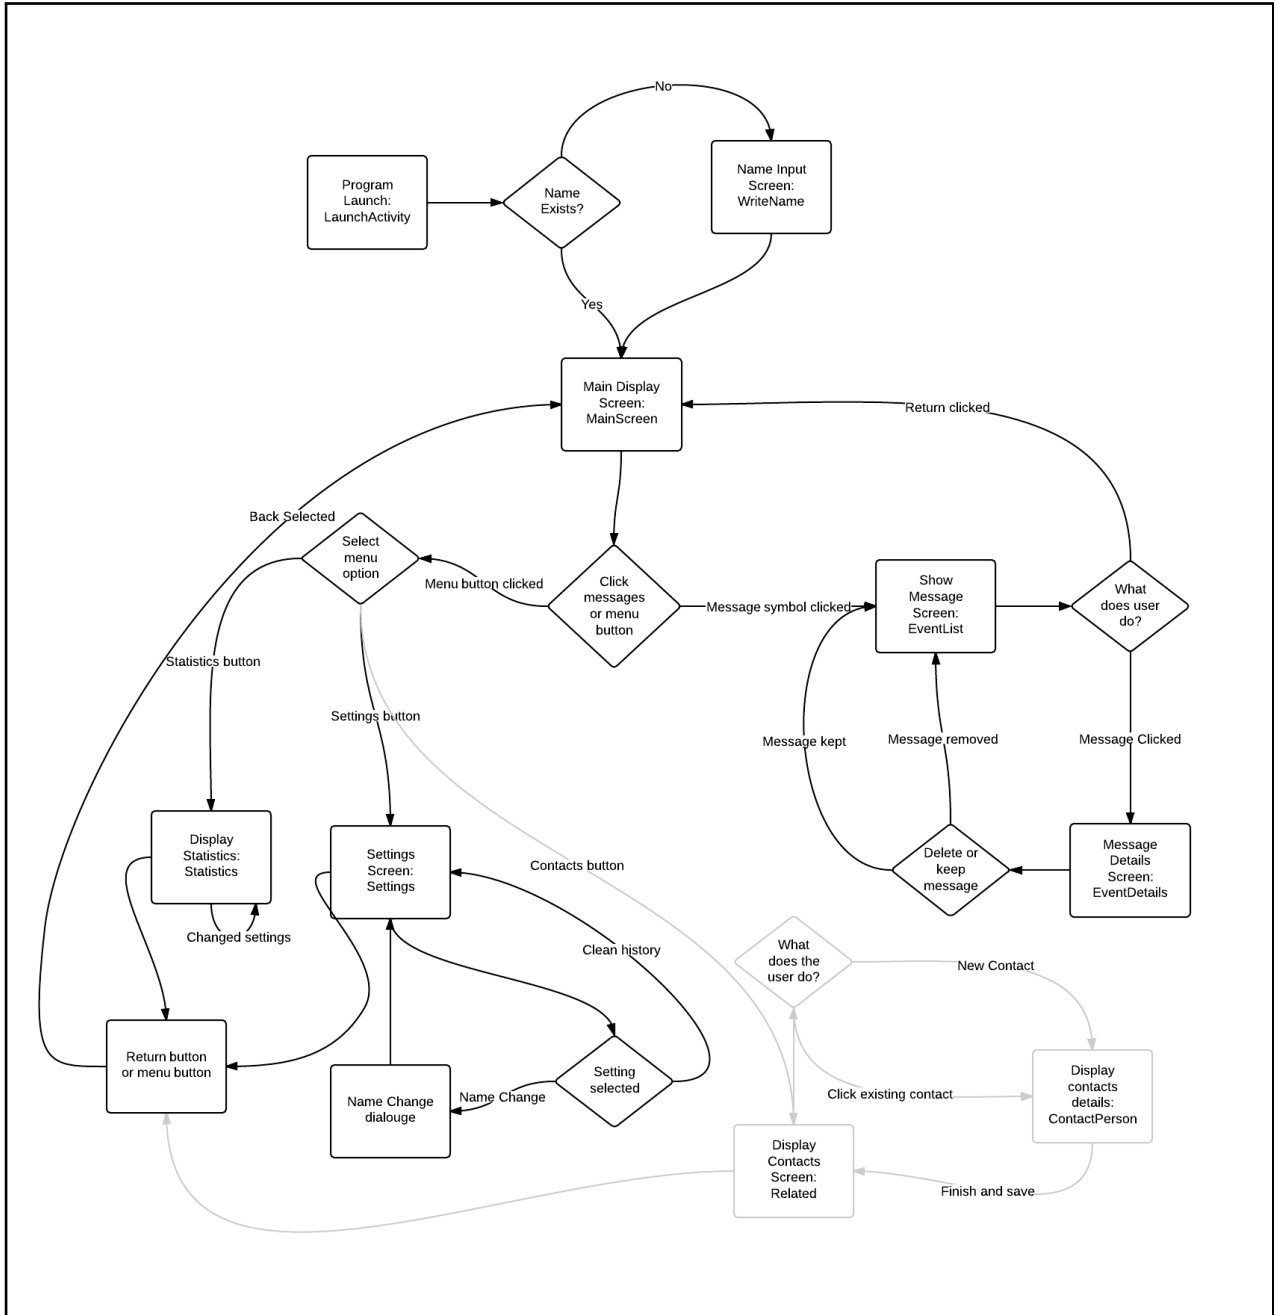 No
Program
Launch:
LaunchActivity
Name
Exists?
Name Input
Screen:
WriteName
Yes
Main Display
Screen:
MainScreen
Return clicked
Back Selected
Select
menu
option
Menu button clicked
Click
messages
or menu
button
Message symbol clicked
Show
Message
Screen:
EventList
What
does user
do?
Statistics button
Settings button
Message kept
Message removed
Message Clicked
Display
Statistics:
Statistics
Changed settings
Settings
Screen:
Settings
Contacts button
Delete or
keep
message
Message
Details
Screen:
EventDetails
Clean history
What
does the
user do?
New Contact
Return button
or menu button
Name Change
dialouge
Name Change
Setting
selected
Click existing contact
Display
contacts
details:
ContactPerson
Display
Contacts
Screen:
Related
Finish and save